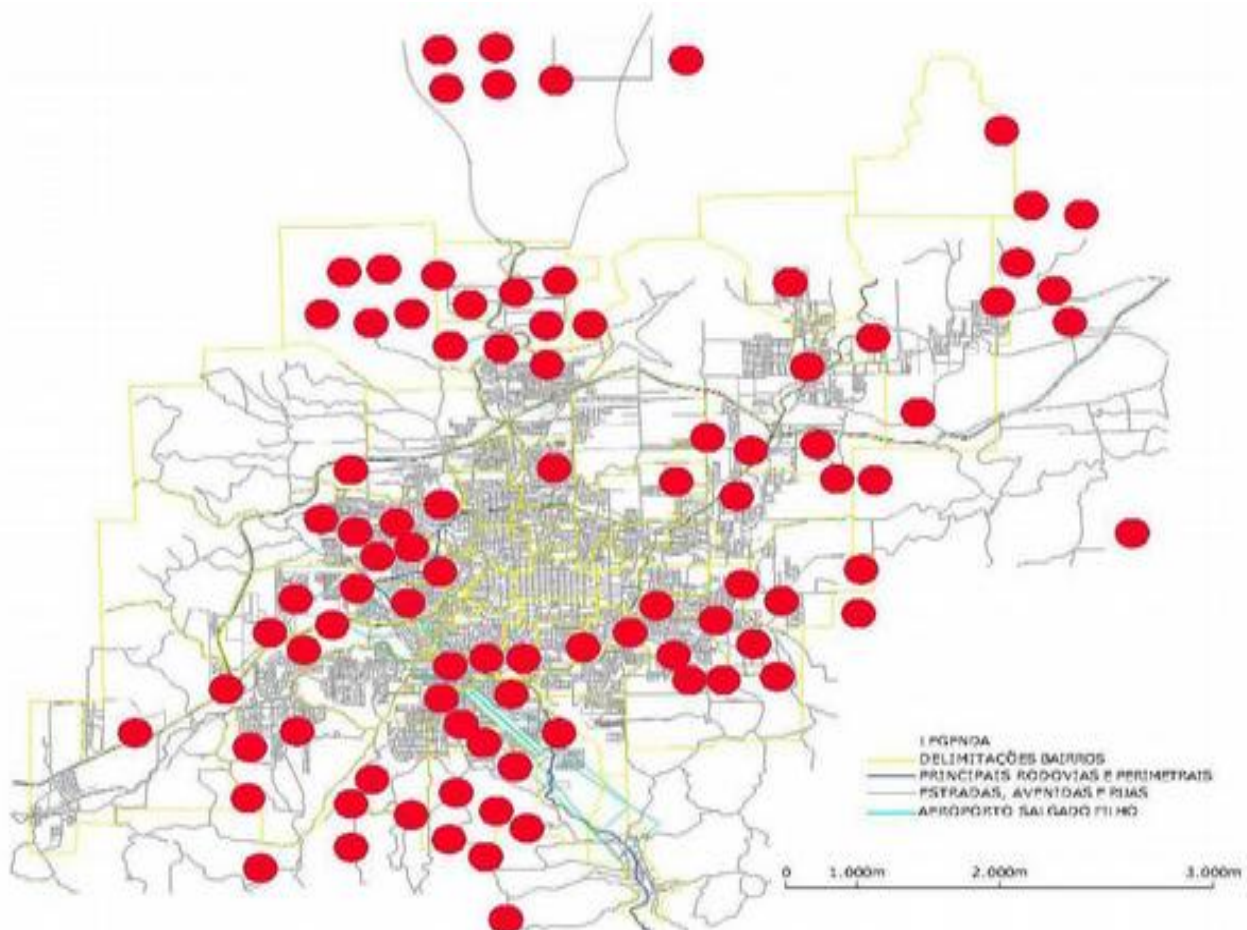 LEGENDA
DELIMITAÇÕES BAIRROS
PRINCIPAIS RODOVIAS E PERIMETRAIS
ESTRADAS, AVENIDAS E RUAS
AEROPORTO SALGADO FILHO
0 1.000m 2.000m 3.000m